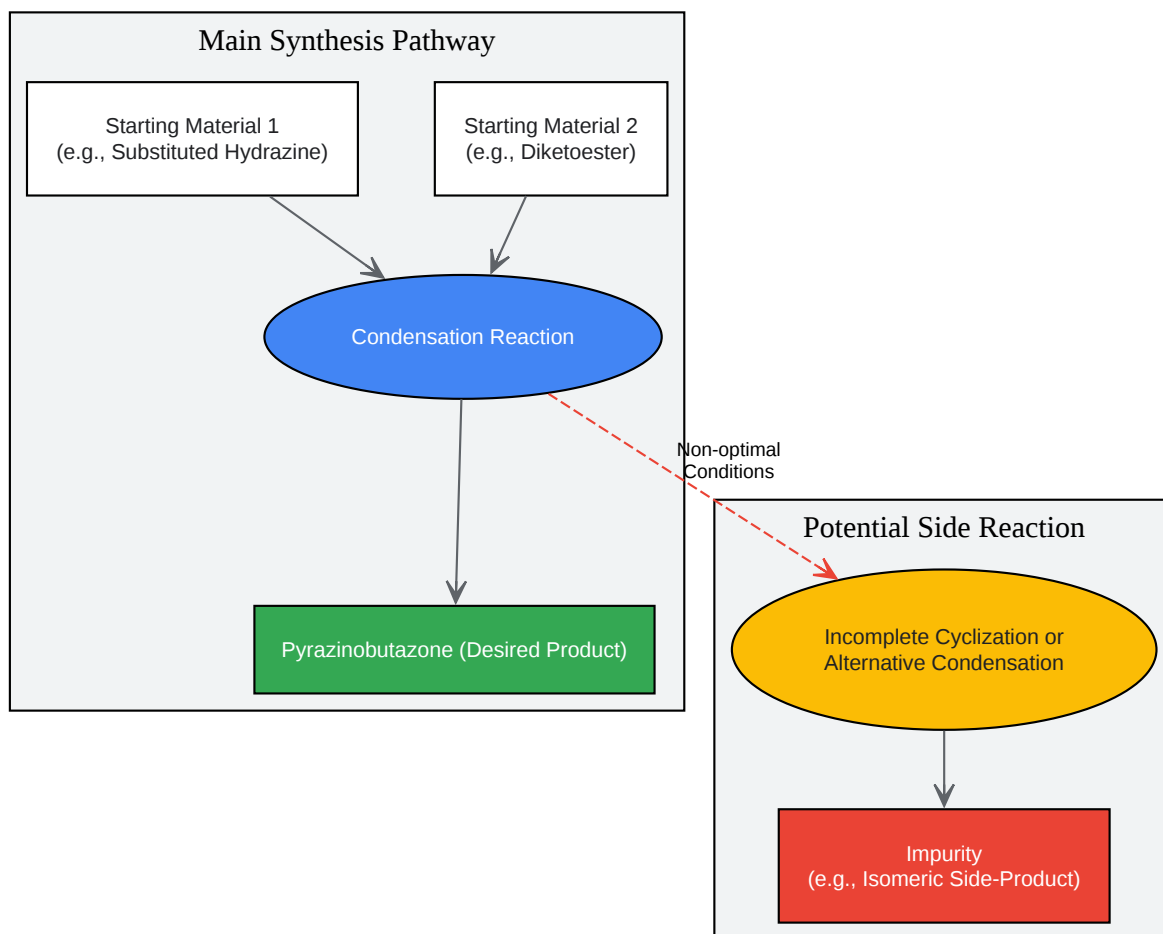 Main Synthesis Pathway
Starting Material 1
(e.g., Substituted Hydrazine)
Starting Material 2
(e.g., Diketoester)
Condensation Reaction
Non-optimal
Conditions
Pyrazinobutazone (Desired Product)
Potential Side Reaction
Incomplete Cyclization or
Alternative Condensation
Impurity
(e.g., Isomeric Side-Product)